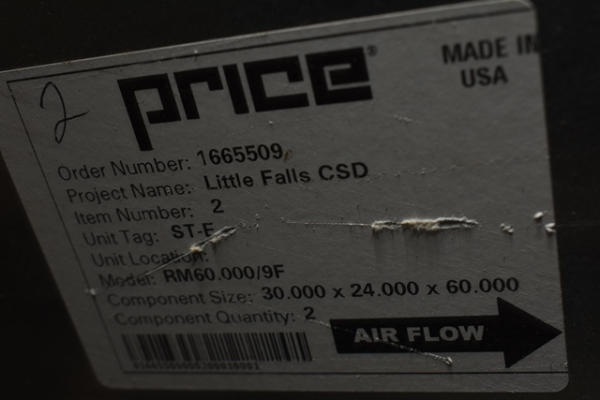 2
price®
MADE IN
USA
Order Number: 1665509
Project Name: Little Falls CSD
Item Number: 2
Unit Tag: ST-E
Unit Location:
Model: RM60.000/9F
Component Size: 30.000 x 24.000 x 60.000
Component Quantity: 2
AIR FLOW